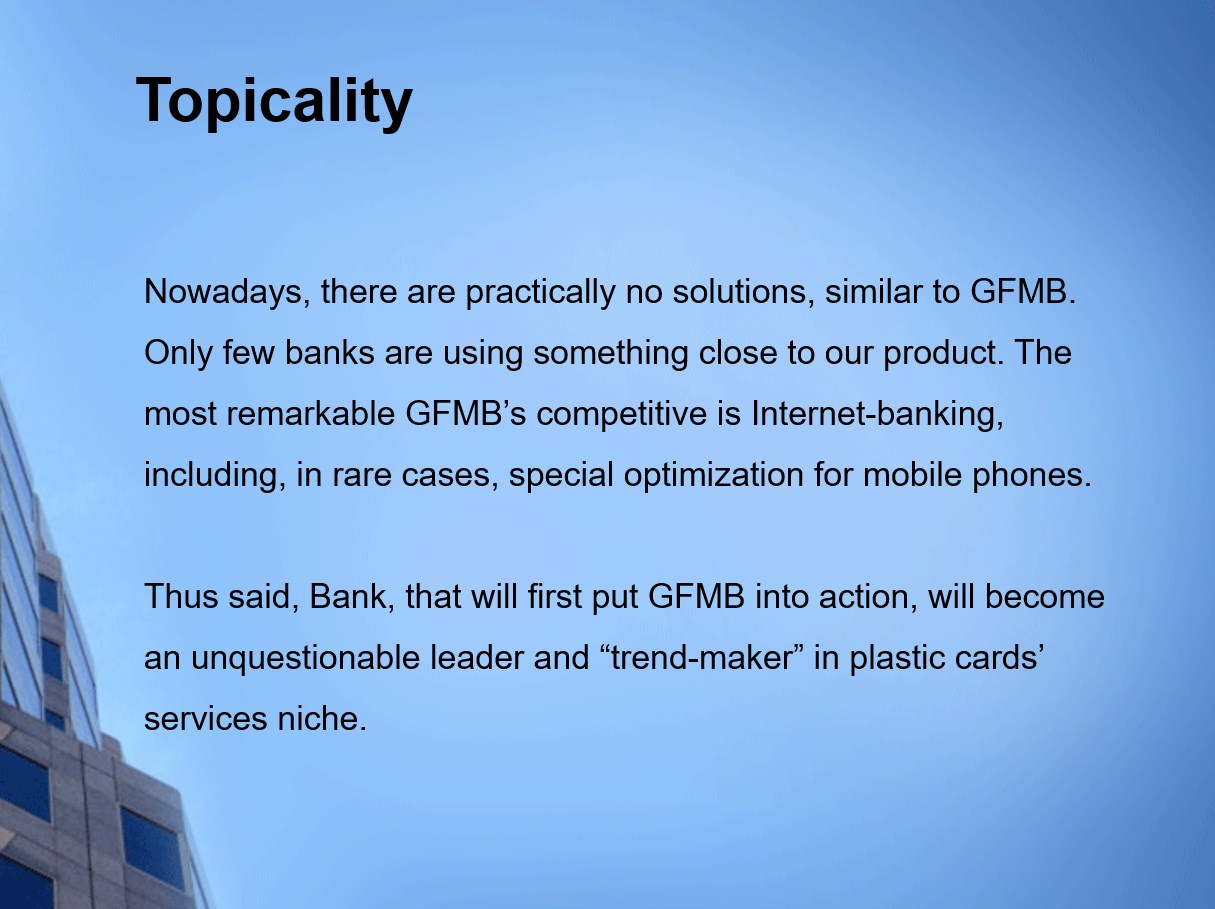 Topicality
Nowadays, there are practically no solutions, similar to GFMB.
Only few banks are using something close to our product. The
most remarkable GFMB’s competitive is Internet-banking,
including, in rare cases, special optimization for mobile phones.
Thus said, Bank, that will first put GFMB into action, will become
an unquestionable leader and “trend-maker” in plastic cards’
services niche.